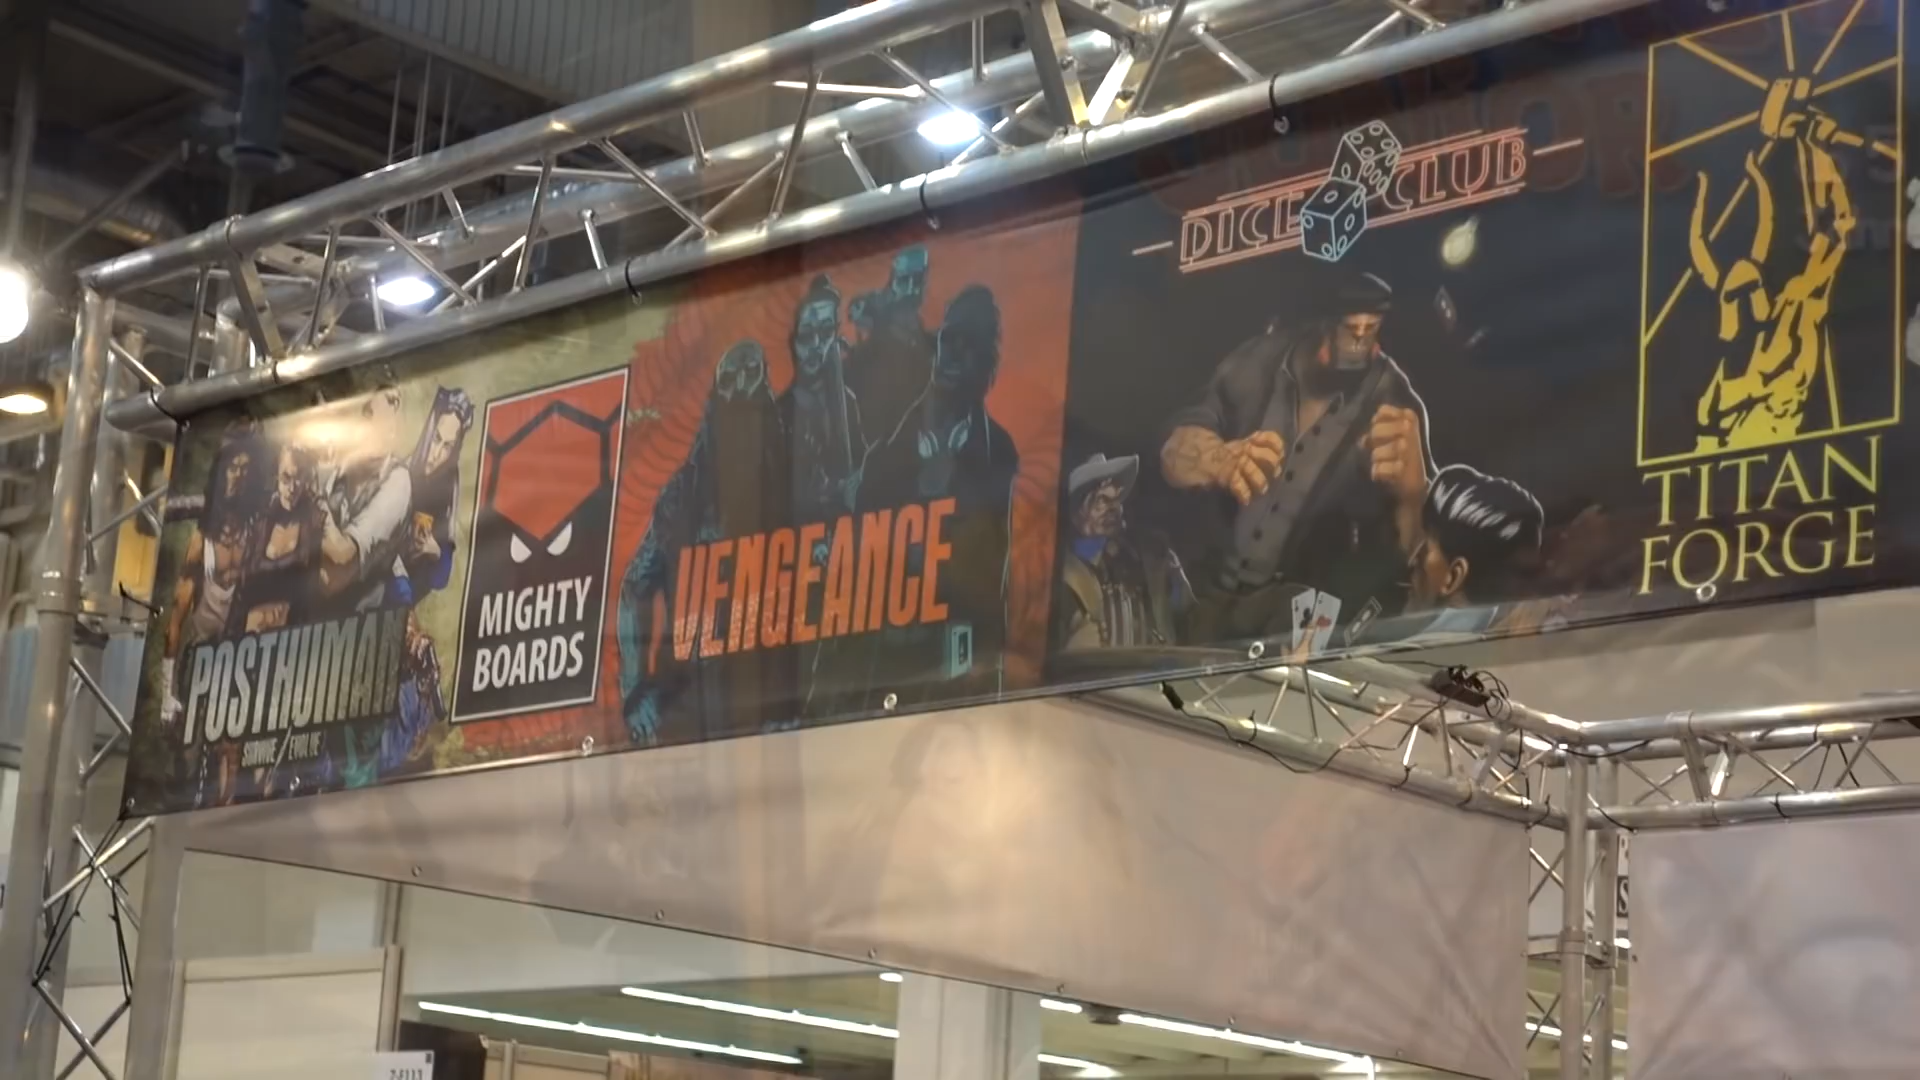 POSTHUMAN
SURVIVE / EVOLVE
MIGHTY
BOARDS
VENGEANCE
DICE CLUB
TITAN
FORGE